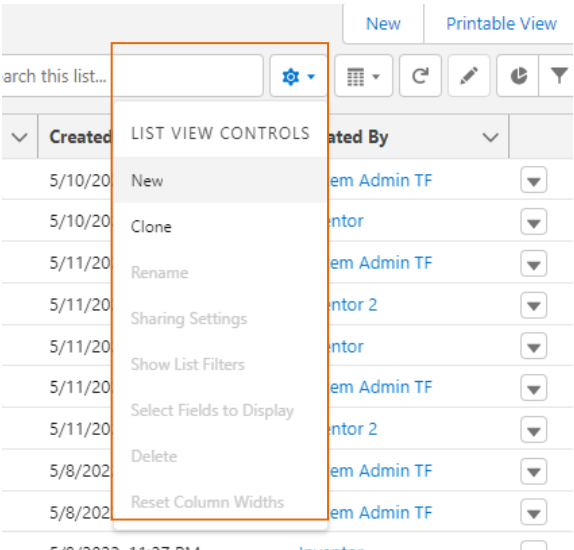 New Printable View
arch this list...
Created LIST VIEW CONTROLS ated By
5/10/20 New em Admin TF
5/10/20 Clone entor
5/11/20 Rename em Admin TF
5/11/20 Sharing Settings entor 2
5/11/20 Show List Filters entor
5/11/20 Select Fields to Display em Admin TF
5/11/20 Delete entor 2
5/8/202 em Admin TF
5/8/202 Reset Column Widths em Admin TF